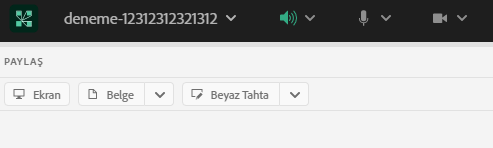 deneme-12312312321312
PAYLAŞ
Ekran Belge Beyaz Tahta